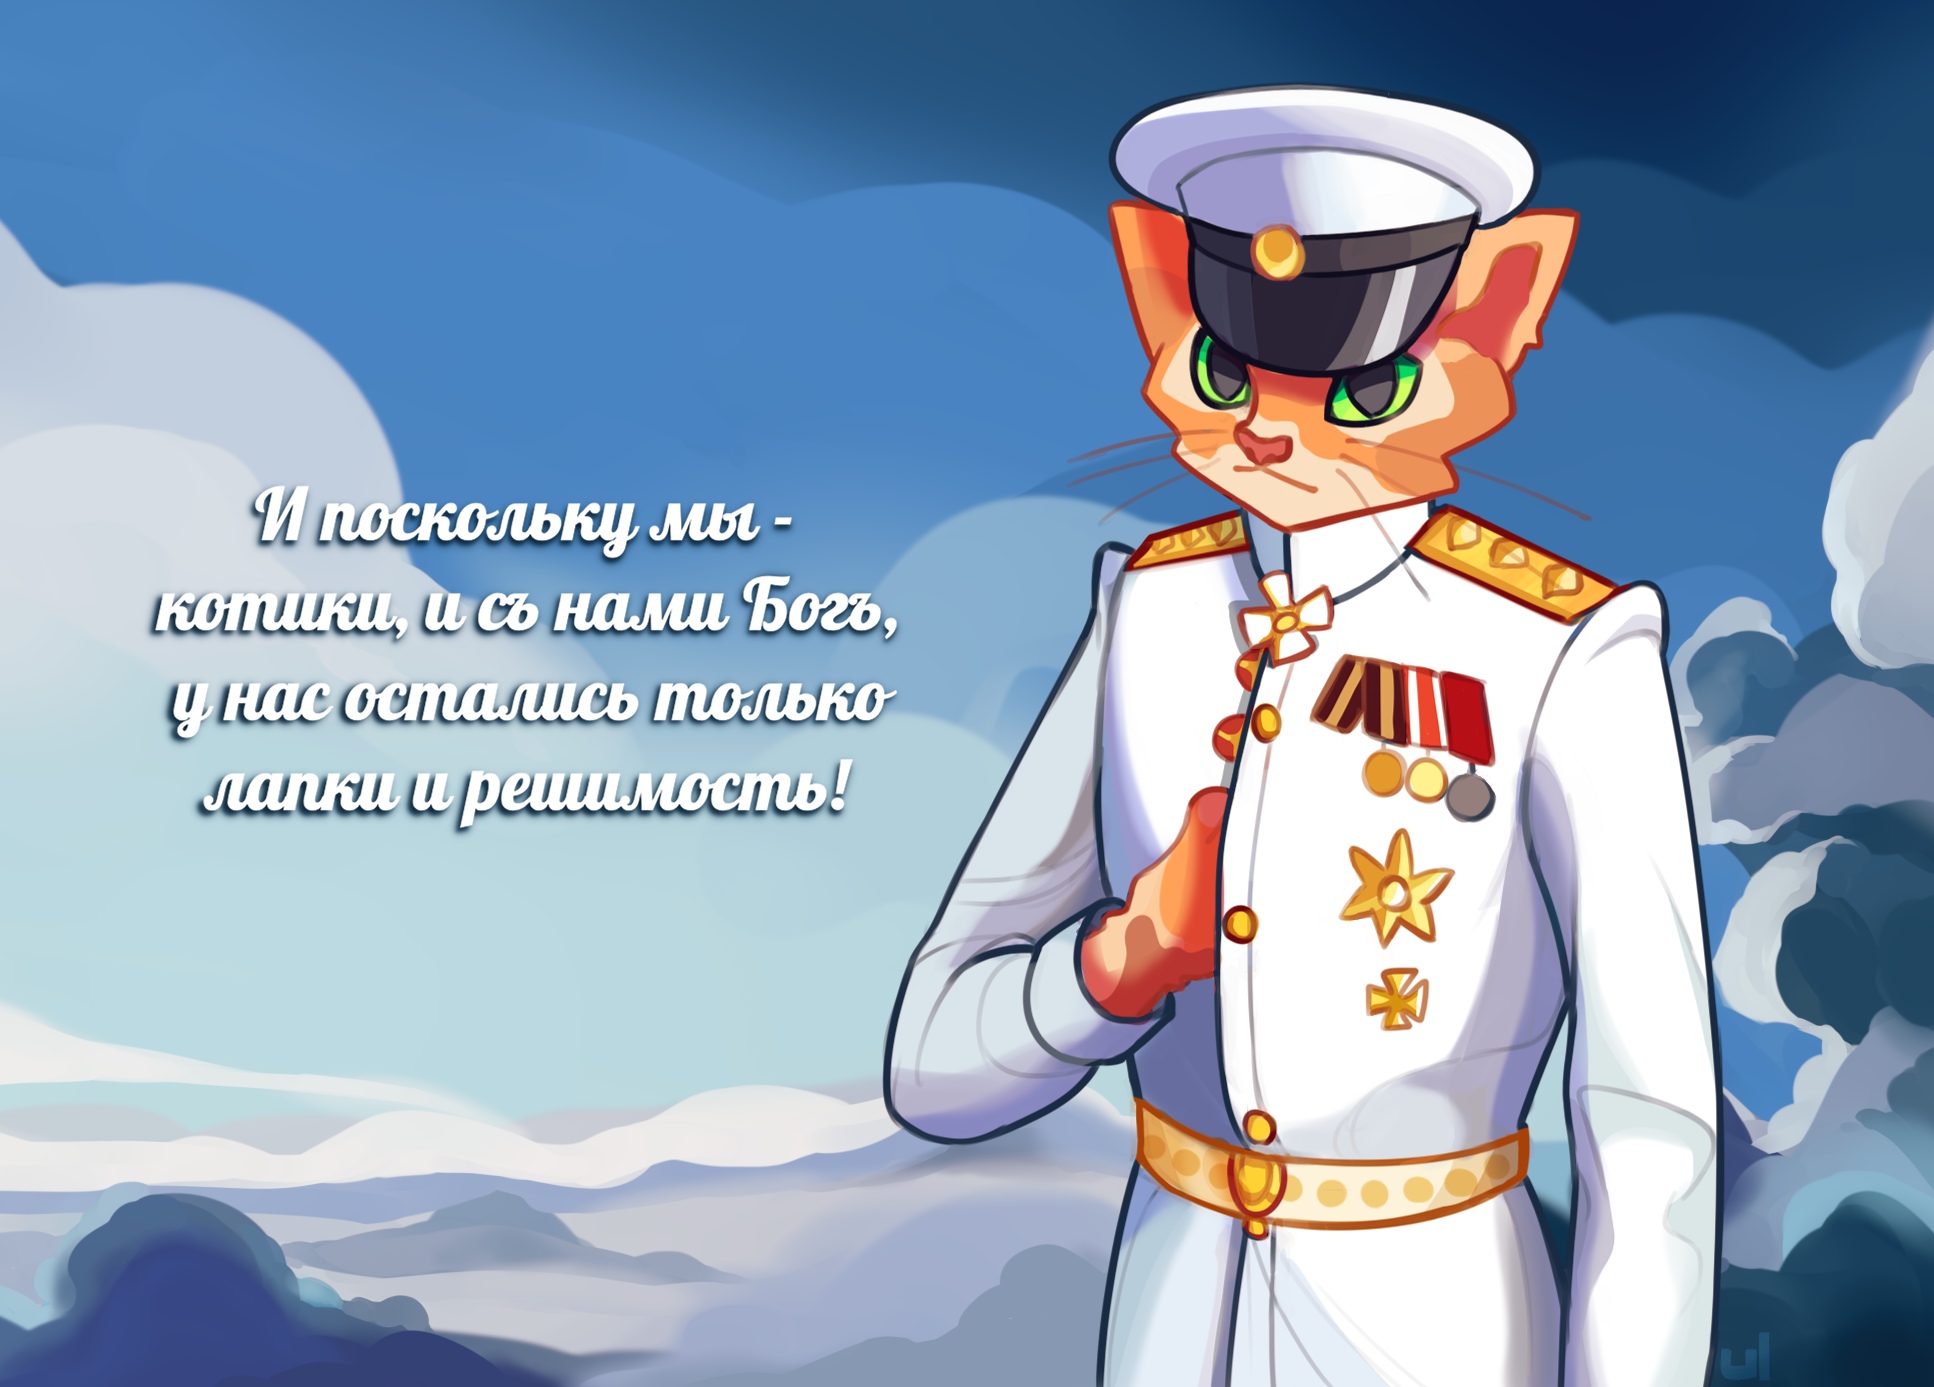 И поскольку мы -
котики, и съ нами Богъ,
у нас остались только
лапки и решимость!